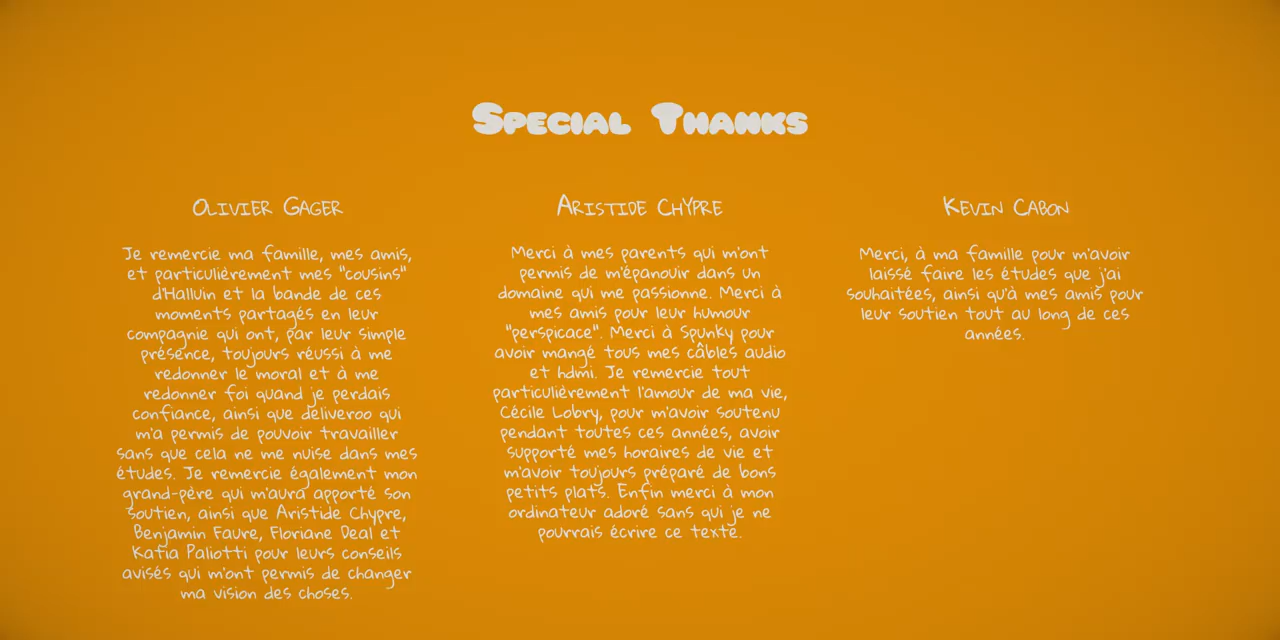 Special Thanks
Olivier Gager
Je remercie ma famille, mes amis,
et particulièrement mes "cousins"
d'Halluin et la bande de ces
moments partagés en leur
compagnie qui ont, par leur simple
présence, toujours réussi à me
redonner le moral et à me
redonner foi quand je perdais
confiance, ainsi que deliveroo qui
m'a permis de pouvoir travailler
sans que cela ne me nuise dans mes
études. Je remercie également mon
grand-père qui m'aura apporté son
soutien, ainsi que Aristide Chypre,
Benjamin Faure, Floriane Deal et
Katia Paliotti pour leurs conseils
avisés qui m'ont permis de changer
ma vision des choses.
Aristide Chypre
Merci à mes parents qui m'ont
permis de m'épanouir dans un
domaine qui me passionne. Merci à
mes amis pour leur humour
"perspicace". Merci à Spunky pour
avoir mangé tous mes câbles audio
et hdmi. Je remercie tout
particulièrement l'amour de ma vie,
Cécile Lobry, pour m'avoir soutenu
pendant toutes ces années, avoir
supporté mes horaires de vie et
m'avoir toujours préparé de bons
petits plats. Enfin merci à mon
ordinateur adoré sans qui je ne
pourrais écrire ce texte.
Kevin Cabon
Merci, à ma famille pour m'avoir
laissé faire les études que j'ai
souhaitées, ainsi qu'à mes amis pour
leur soutien tout au long de ces
années.